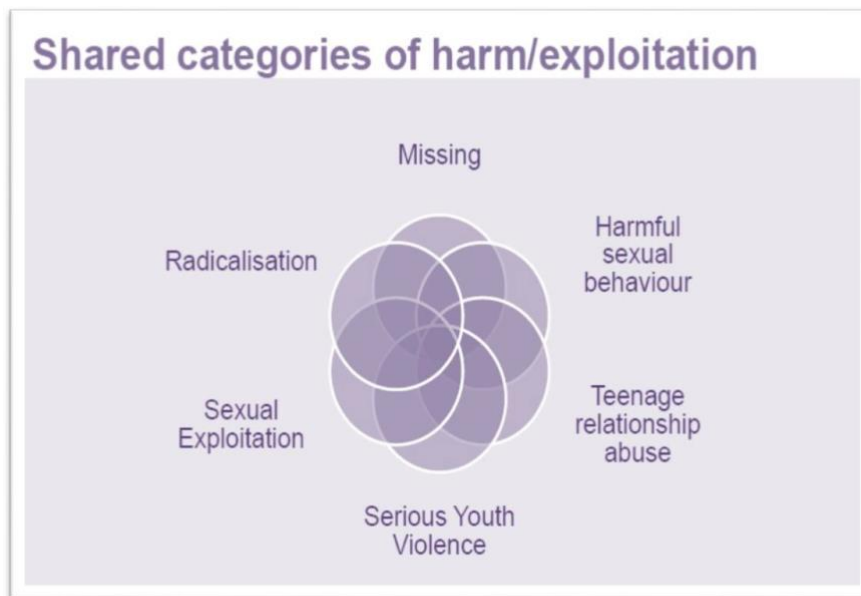 Shared categories of harm/exploitation
Missing
Harmful
sexual
behaviour
Radicalisation
Teenage
relationship
abuse
Sexual
Exploitation
Serious Youth
Violence